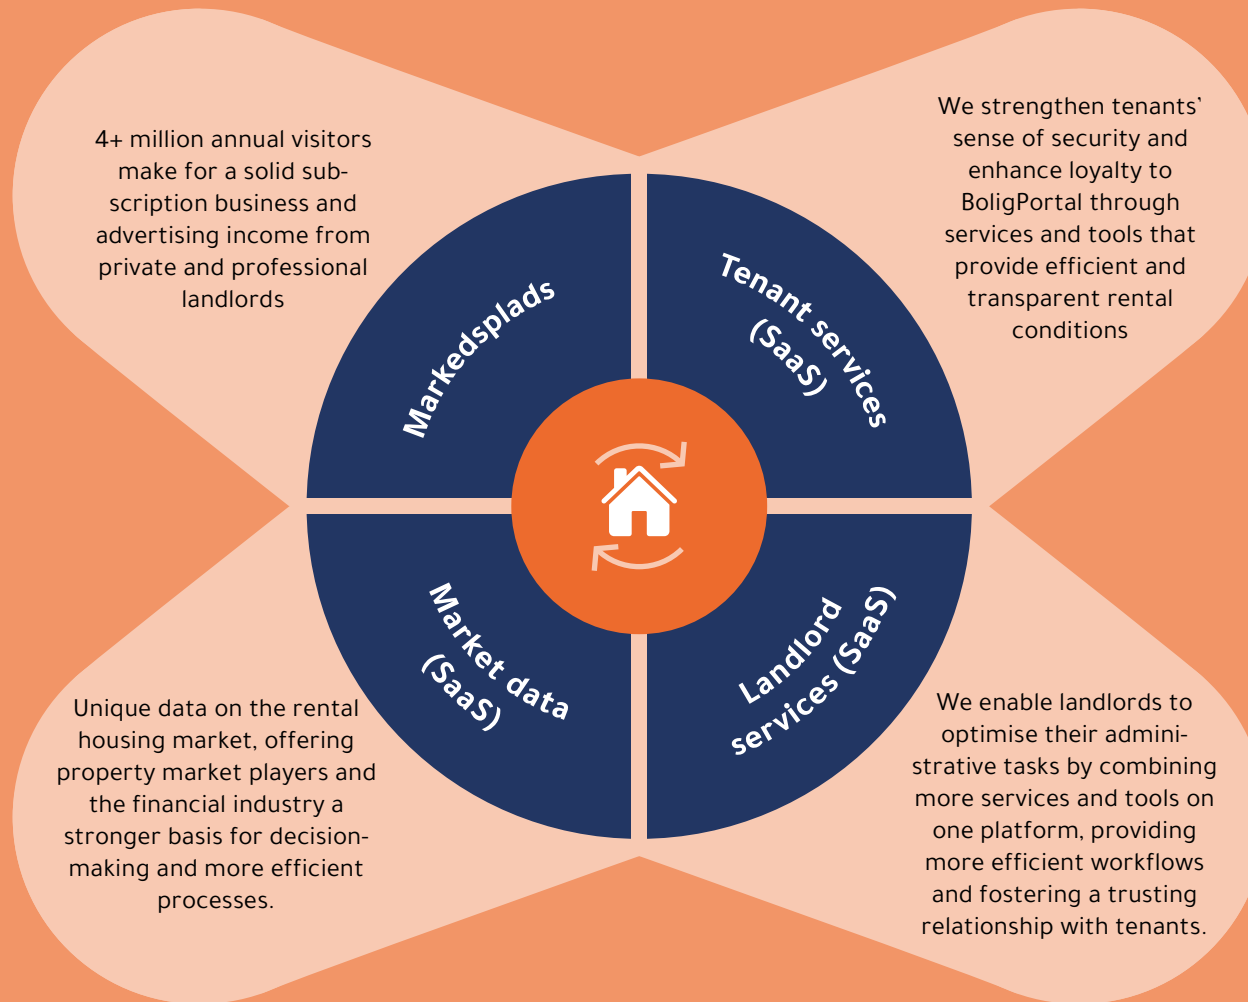 4+ million annual visitors
make for a solid sub-
scription business and
advertising income from
private and professional
landlords
We strengthen tenants'
sense of security and
enhance loyalty to
BoligPortal through
services and tools that
provide efficient and
transparent rental
conditions
Markedsplads
Tenant services
(SaaS)
Market data
(SaaS)
Landlord
services (SaaS)
Unique data on the rental
housing market, offering
property market players and
the financial industry a
stronger basis for decision-
making and more efficient
processes.
We enable landlords to
optimise their admini-
strative tasks by combining
more services and tools on
one platform, providing
more efficient workflows
and fostering a trusting
relationship with tenants.